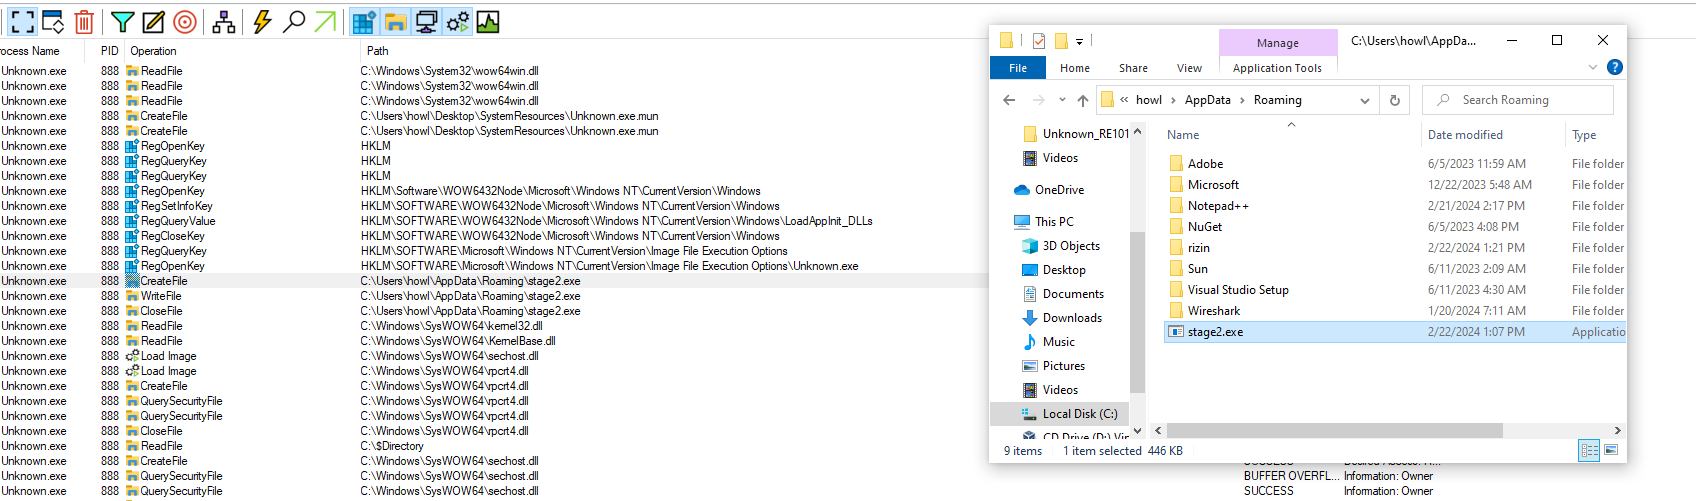 rocess Name PID Operation Path
Unknown.exe 888 ReadFile C:\Windows\System32\wow64win.dll
Unknown.exe 888 ReadFile C:\Windows\System32\wow64win.dll
Unknown.exe 888 ReadFile C:\Windows\System32\wow64win.dll
Unknown.exe 888 CreateFile C:\Users\howl\Desktop\SystemResources\Unknown.exe.mun
Unknown.exe 888 CreateFile C:\Users\howl\Desktop\SystemResources\Unknown.exe.mun
Unknown.exe 888 RegOpenKey HKLM
Unknown.exe 888 RegQueryKey HKLM
Unknown.exe 888 RegQueryKey HKLM
Unknown.exe 888 RegOpenKey HKLM\Software\WOW6432Node\Microsoft\Windows NT\CurrentVersion\Windows
Unknown.exe 888 RegSetInfoKey HKLM\SOFTWARE\WOW6432Node\Microsoft\Windows NT\CurrentVersion\Windows
Unknown.exe 888 RegQueryValue HKLM\SOFTWARE\WOW6432Node\Microsoft\Windows NT\CurrentVersion\Windows\LoadAppInit_DLLs
Unknown.exe 888 RegCloseKey HKLM\SOFTWARE\WOW6432Node\Microsoft\Windows NT\CurrentVersion\Windows
Unknown.exe 888 RegQueryKey HKLM\SOFTWARE\Microsoft\Windows NT\CurrentVersion\Image File Execution Options
Unknown.exe 888 RegOpenKey HKLM\SOFTWARE\Microsoft\Windows NT\CurrentVersion\Image File Execution Options\Unknown.exe
Unknown.exe 888 CreateFile C:\Users\howl\AppData\Roaming\stage2.exe
Unknown.exe 888 WriteFile C:\Users\howl\AppData\Roaming\stage2.exe
Unknown.exe 888 CloseFile C:\Users\howl\AppData\Roaming\stage2.exe
Unknown.exe 888 ReadFile C:\Windows\SysWOW64\kernel32.dll
Unknown.exe 888 ReadFile C:\Windows\SysWOW64\KernelBase.dll
Unknown.exe 888 Load Image C:\Windows\SysWOW64\sechost.dll
Unknown.exe 888 Load Image C:\Windows\SysWOW64\rpcrt4.dll
Unknown.exe 888 CreateFile C:\Windows\SysWOW64\rpcrt4.dll
Unknown.exe 888 QuerySecurityFile C:\Windows\SysWOW64\rpcrt4.dll
Unknown.exe 888 QuerySecurityFile C:\Windows\SysWOW64\rpcrt4.dll
Unknown.exe 888 CloseFile C:\Windows\SysWOW64\rpcrt4.dll
Unknown.exe 888 ReadFile C:\$Directory
Unknown.exe 888 CreateFile C:\Windows\SysWOW64\sechost.dll
Unknown.exe 888 QuerySecurityFile C:\Windows\SysWOW64\sechost.dll BUFFER OVERFL... Information: Owner
Unknown.exe 888 QuerySecurityFile C:\Windows\SysWOW64\sechost.dll SUCCESS Information: Owner
Manage C:\Users\howl\AppDa...
File Home Share View Application Tools
howl AppData Roaming Search Roaming
Unknown_RE101
Videos
OneDrive
This PC
3D Objects
Desktop
Documents
Downloads
Music
Pictures
Videos
Local Disk (C:)
Name Date modified Type
Adobe 6/5/2023 11:59 AM File folder
Microsoft 12/22/2023 5:48 AM File folder
Notepad++ 2/21/2024 2:17 PM File folder
NuGet 6/5/2023 4:08 PM File folder
rizin 2/22/2024 1:21 PM File folder
Sun 6/11/2023 2:09 AM File folder
Visual Studio Setup 6/11/2023 4:30 AM File folder
Wireshark 1/20/2024 7:11 AM File folder
stage2.exe 2/22/2024 1:07 PM Applicatio
9 items 1 item selected 446 KB